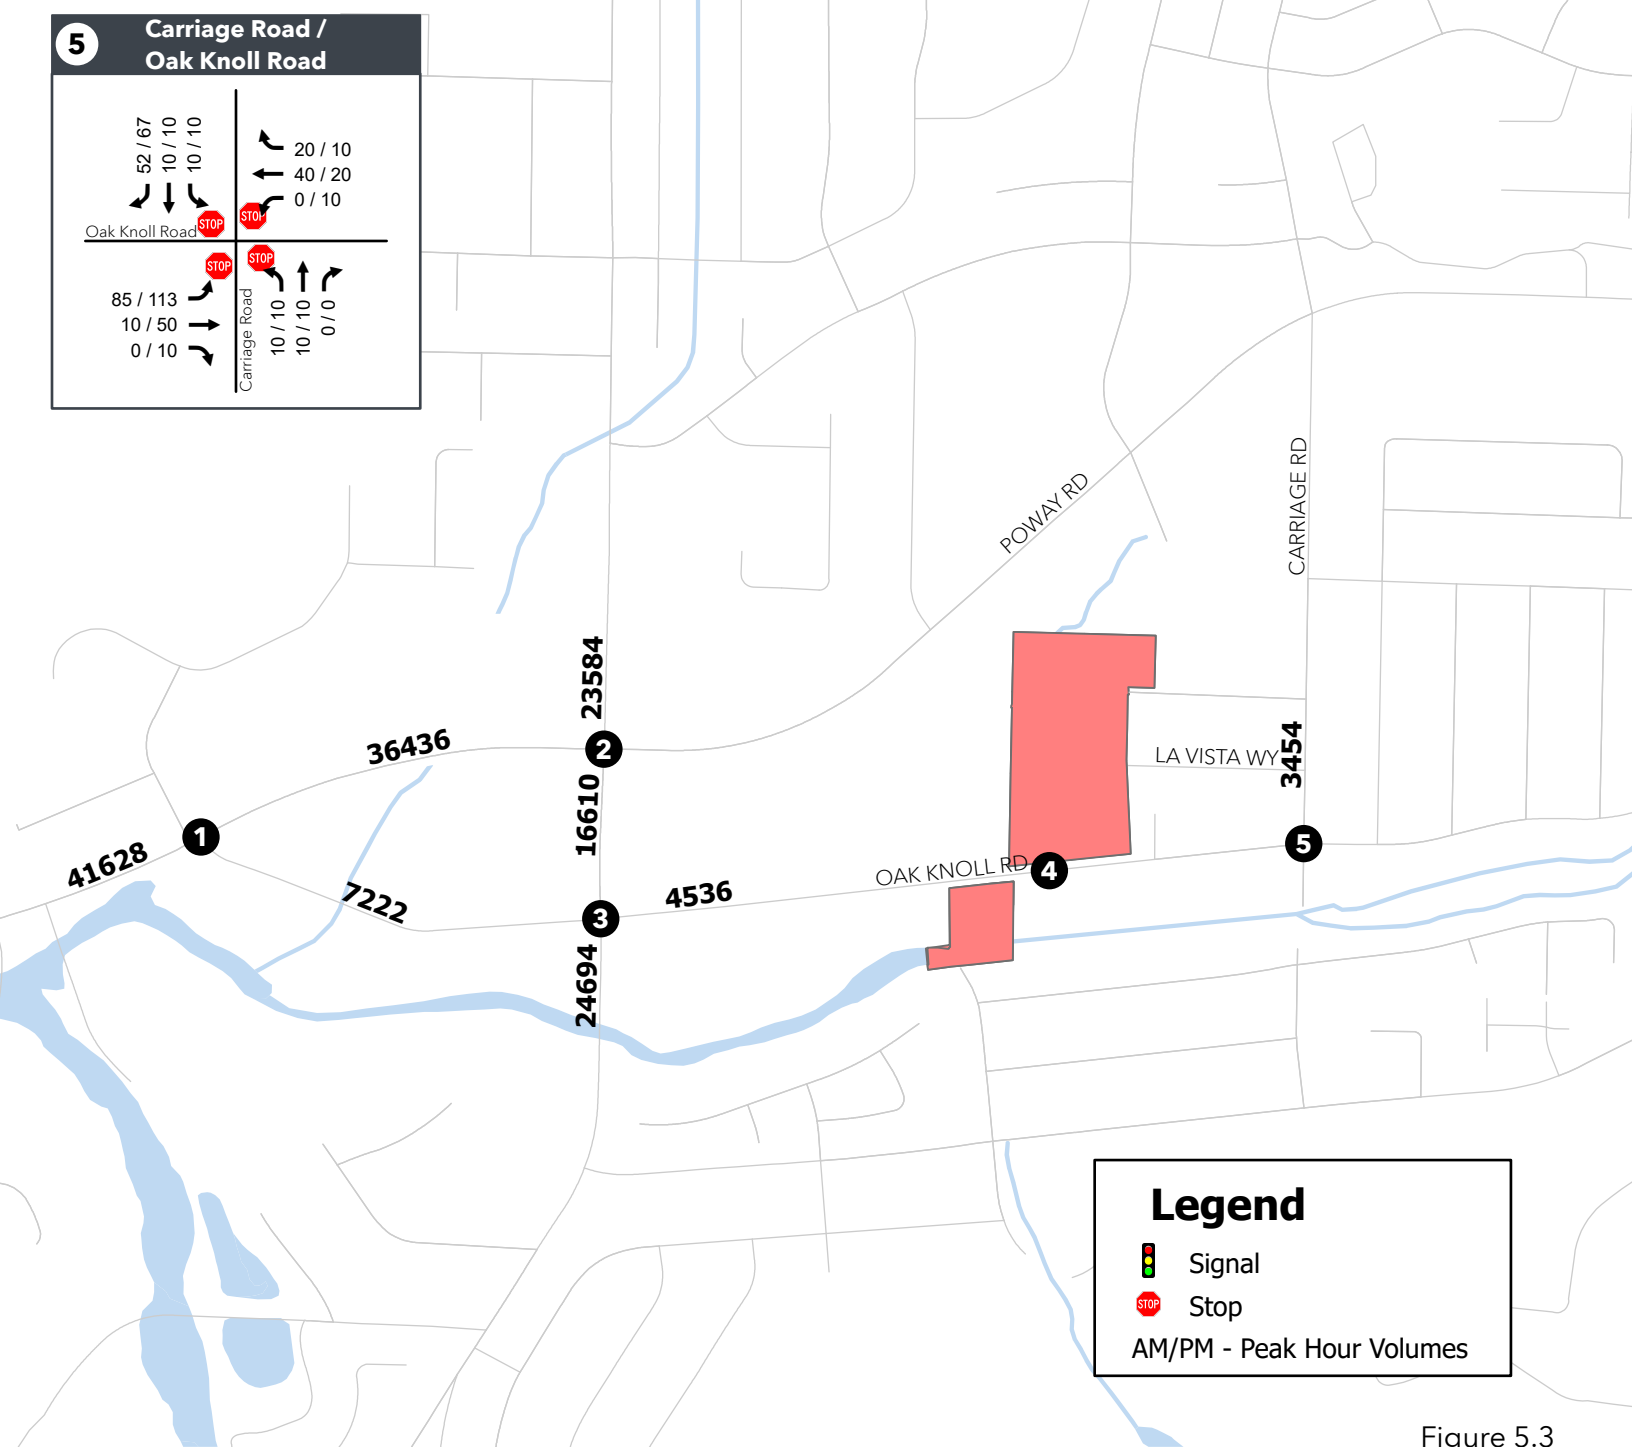 5
Carriage Road /
Oak Knoll Road
52 / 67
10 / 10
10 / 10
20 / 10
40 / 20
0 / 10
Oak Knoll Road
STOP
STOP
STOP
STOP
85 / 113
10 / 50
0 / 10
Carriage Road
10 / 10
10 / 10
0 / 0
POWAY RD
CARRIAGE RD
23584
36436
2
16610
LA VISTA WY
3454
1
41628
7222
3
4536
OAK KNOLL RD
4
5
24694
Legend
Signal
STOP
Stop
AM/PM - Peak Hour Volumes
Figure 5.3